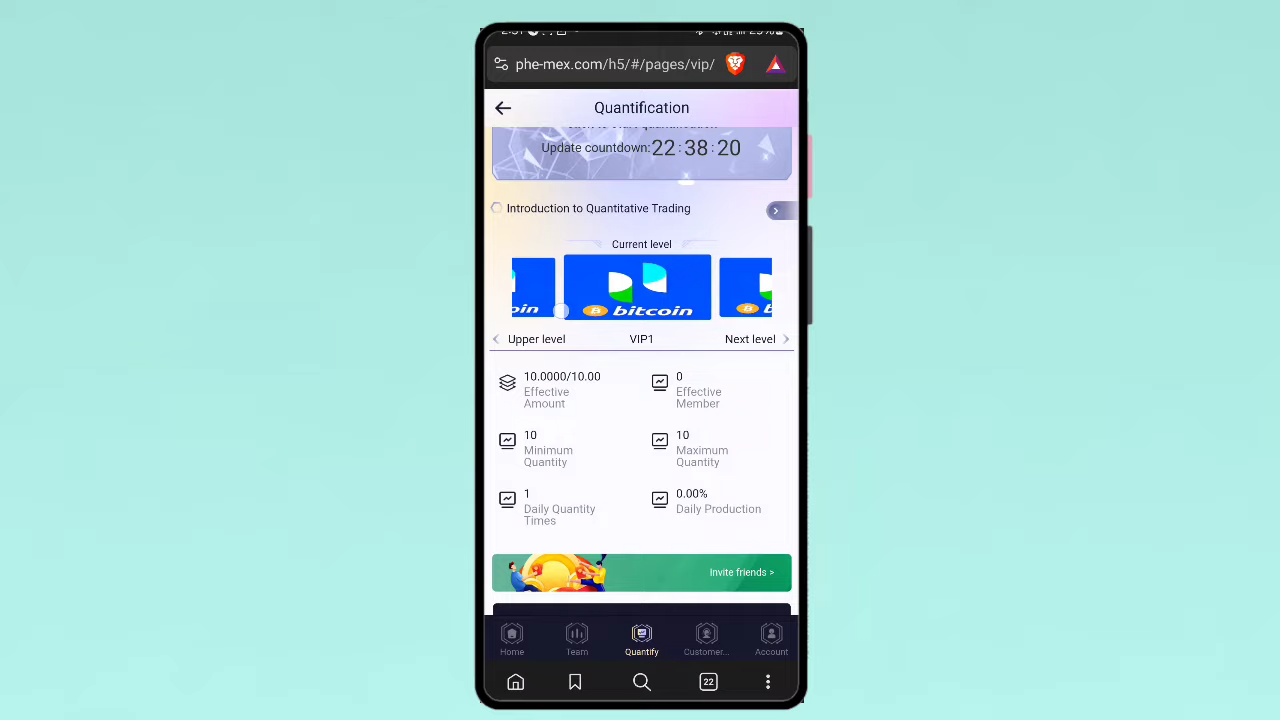 phe-mex.com/h5/#/pages/vip/
Quantification
Update countdown:22:38:20
Introduction to Quantitative Trading
Current level
bitcoin
Upper level VIP1 Next level
10.0000/10.00
Effective
Amount
0
Effective
Member
10
Minimum
Quantity
10
Maximum
Quantity
1
Daily Quantity
Times
0.00%
Daily Production
Invite friends >
Home Team Quantify Customer... Account
22